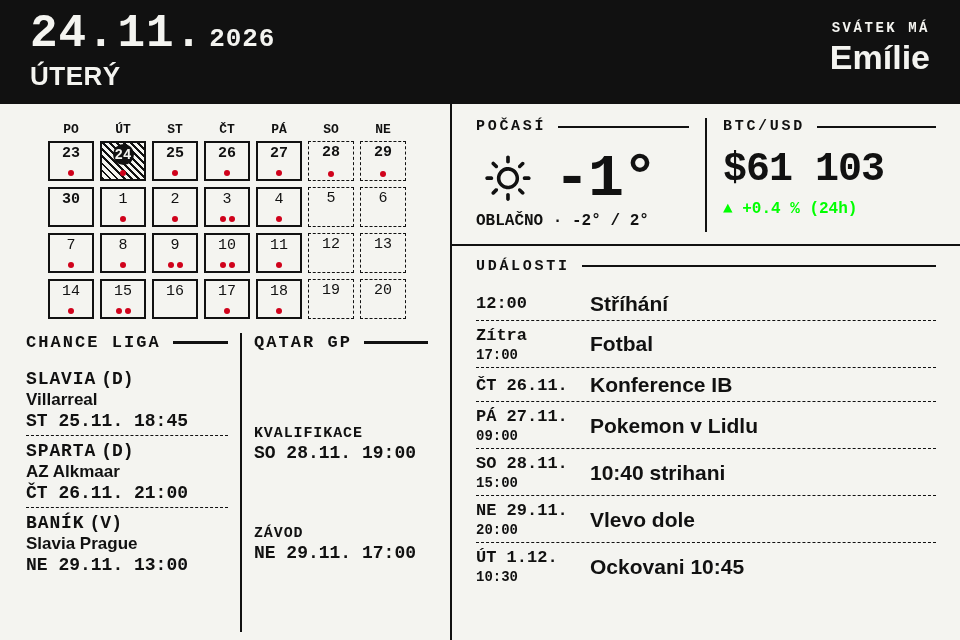 24.11. 2026
ÚTERÝ
SVÁTEK MÁ
Emílie
PO ÚT ST ČT PÁ SO NE
23 24 25 26 27 28 29
30 1 2 3 4 5 6
7 8 9 10 11 12 13
14 15 16 17 18 19 20
CHANCE LIGA
SLAVIA (D)
Villarreal
ST 25.11. 18:45
SPARTA (D)
AZ Alkmaar
ČT 26.11. 21:00
BANÍK (V)
Slavia Prague
NE 29.11. 13:00
QATAR GP
KVALIFIKACE
SO 28.11. 19:00
ZÁVOD
NE 29.11. 17:00
POČASÍ
-1°
OBLAČNO · -2° / 2°
BTC/USD
$61 103
▲ +0.4 % (24h)
UDÁLOSTI
12:00 Stříhání
Zítra
17:00
Fotbal
ČT 26.11. Konference IB
PÁ 27.11.
09:00
Pokemon v Lidlu
SO 28.11.
15:00
10:40 strihani
NE 29.11.
20:00
Vlevo dole
ÚT 1.12.
10:30
Ockovani 10:45